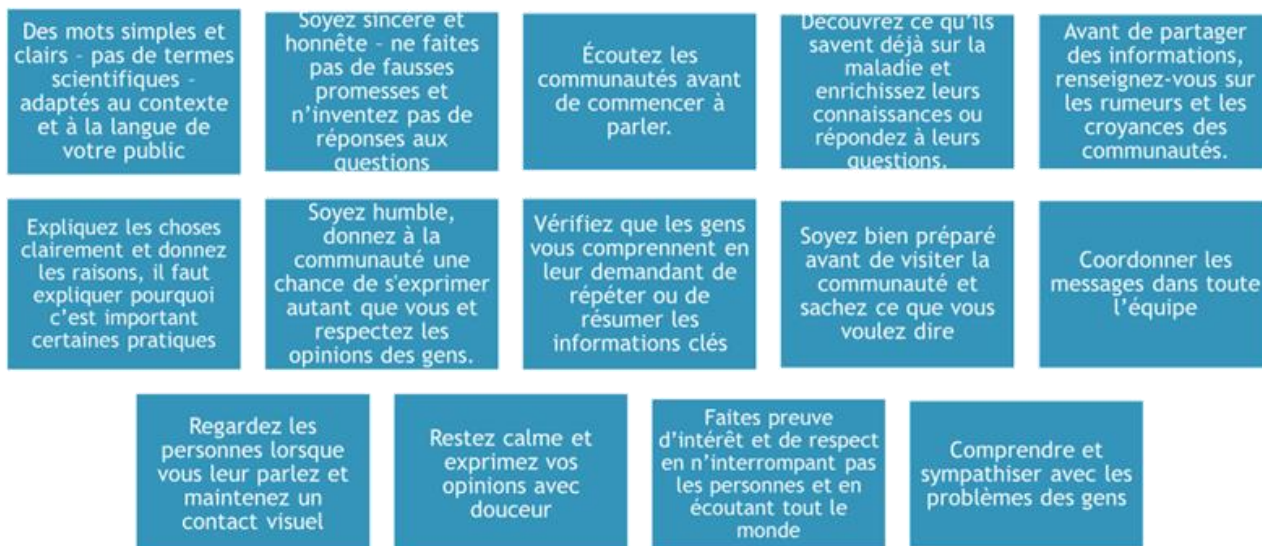 Des mots simples et
clairs - pas de termes
scientifiques -
adaptés au contexte
et à la langue de
votre public
Soyez sincère et
honnête - ne faites
pas de fausses
promesses et
n'inventez pas de
réponses aux
questions
Écoutez les
communautés avant
de commencer à
parler.
Découvrez ce qu'ils
savent déjà sur la
maladie et
enrichissez leurs
connaissances ou
répondez à leurs
questions.
Avant de partager
des informations,
renseignez-vous sur
les rumeurs et les
croyances des
communautés.
Expliquez les choses
clairement et donnez
les raisons, il faut
expliquer pourquoi
c'est important
certaines pratiques
Soyez humble,
donnez à la
communauté une
chance de s'exprimer
autant que vous et
respectez les
opinions des gens.
Vérifiez que les gens
vous comprennent en
leur demandant de
répéter ou de
résumer les
informations clés
Soyez bien préparé
avant de visiter la
communauté et
sachez ce que vous
voulez dire
Coordonner les
messages dans toute
l'équipe
Regardez les
personnes lorsque
vous leur parlez et
maintenez un
contact visuel
Restez calme et
exprimez vos
opinions avec
douceur
Faites preuve
d'intérêt et de respect
en n'interrompant pas
les personnes et en
écoutant tout le
monde
Comprendre et
sympathiser avec les
problèmes des gens